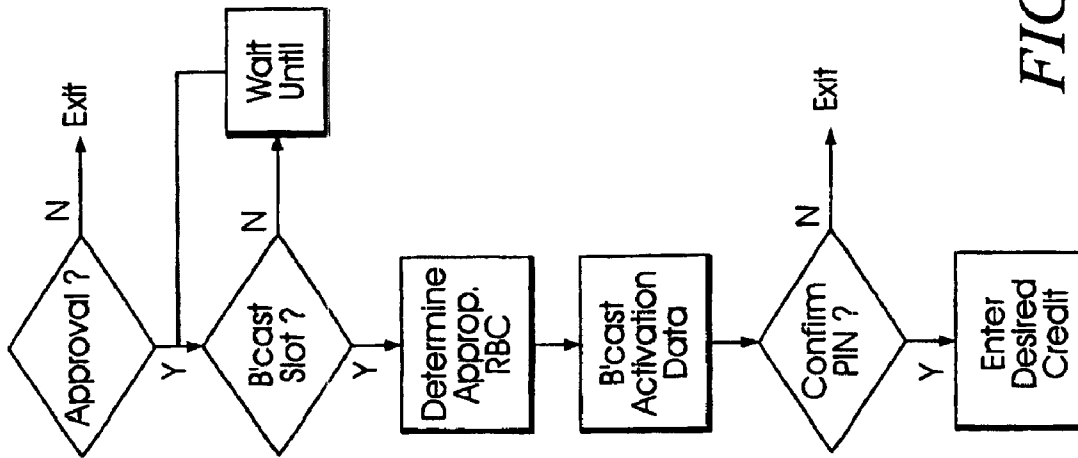 Approval ?
N
Exit
Y
B'cast
Slot ?
N
Wait
Until
Y
Determine
Approp.
RBC
B'cast
Activation
Data
Confirm
PIN ?
N
Exit
Y
Enter
Desired
Credit
FIG